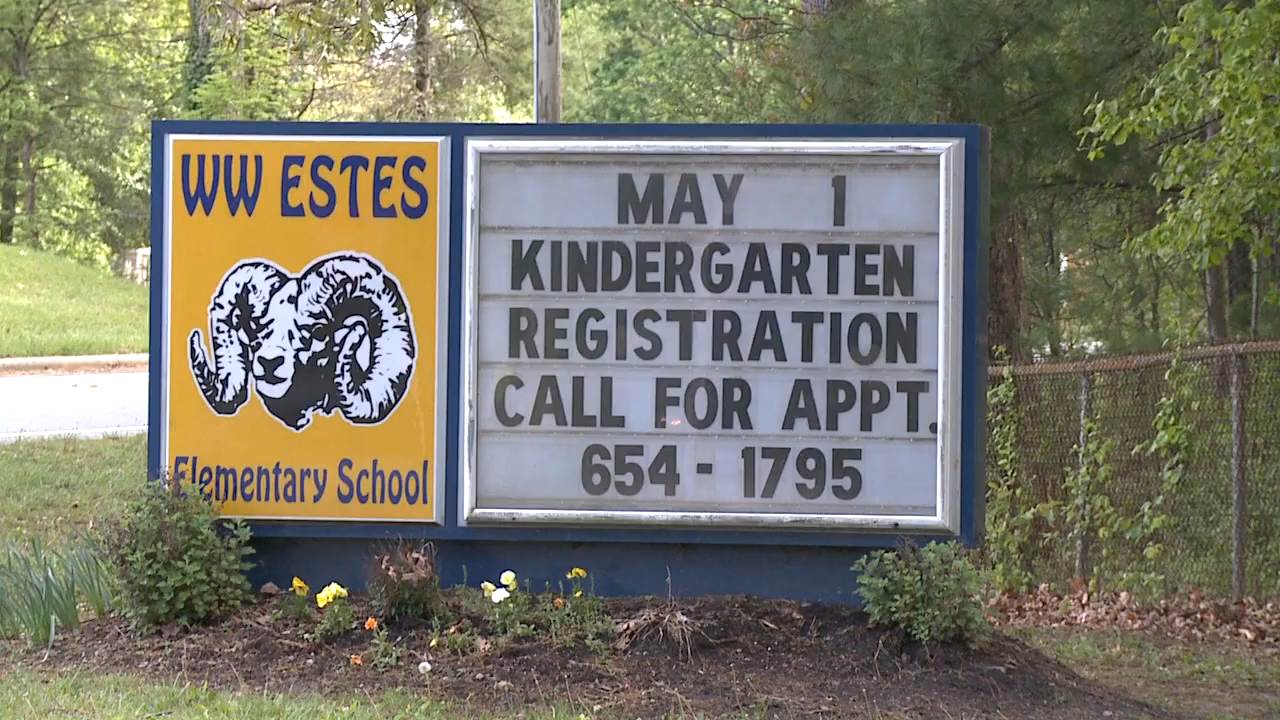 WW ESTES
Elementary School
MAY 1
KINDERGARTEN
REGISTRATION
CALL FOR APPT.
654-1795